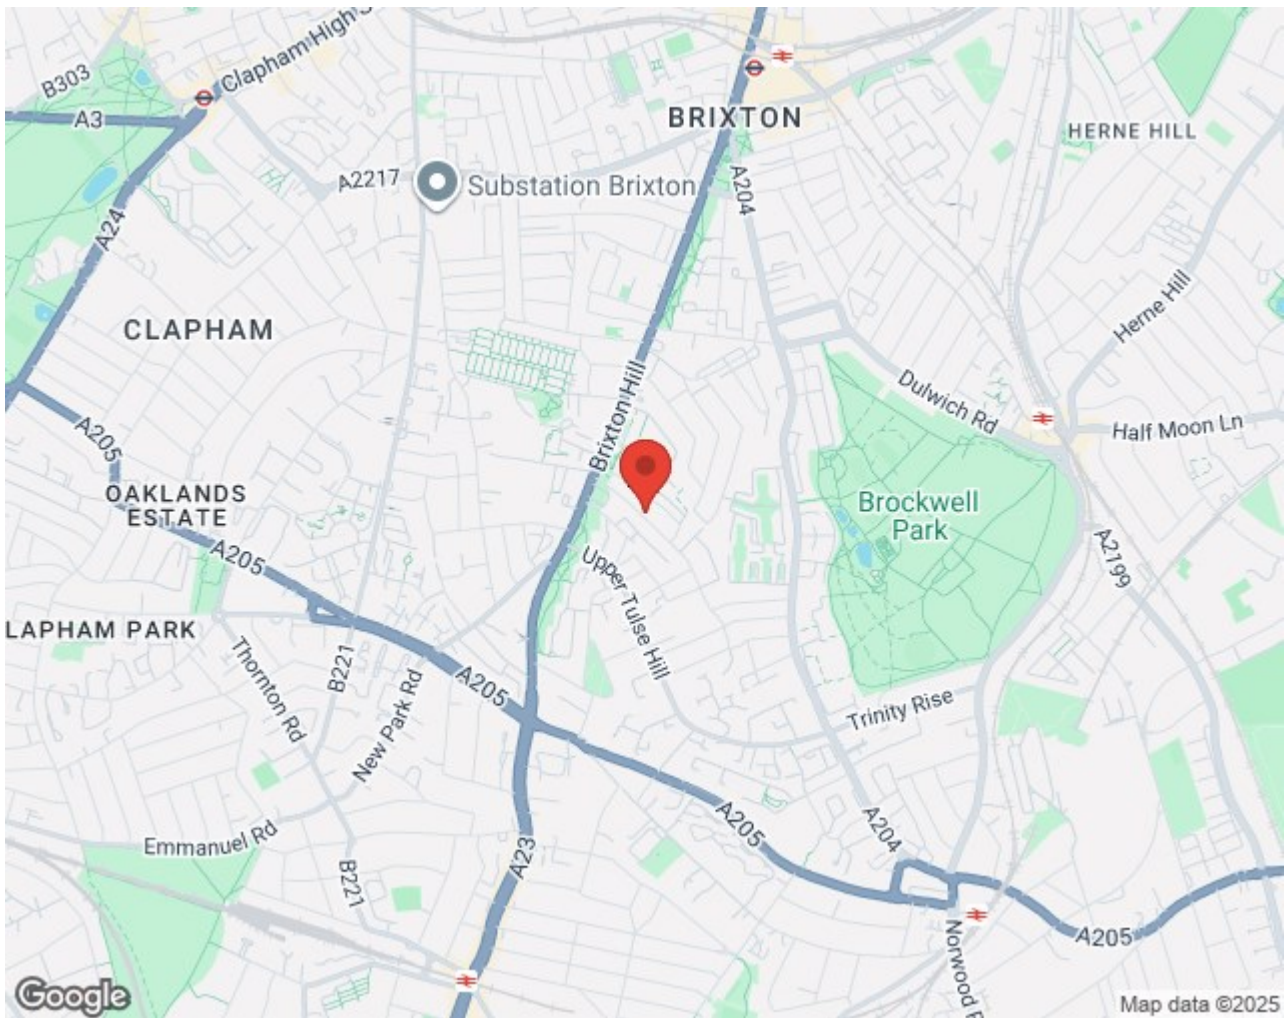 B303
Clapham High S
A3
BRIXTON
HERNE HILL
A2217
Substation Brixton
A204
A24
Herne Hill
CLAPHAM
Brixton Hill
Dulwich Rd
Half Moon Ln
A205
OAKLANDS
ESTATE
Brockwell
Park
A205
A2199
Upper Tulse Hill
LAPHAM PARK
Thornton Rd
B221
New Park Rd
A205
Trinity Rise
Emmanuel Rd
A23
A205
A204
B221
A205
Norwood R
Google
Map data ©2025